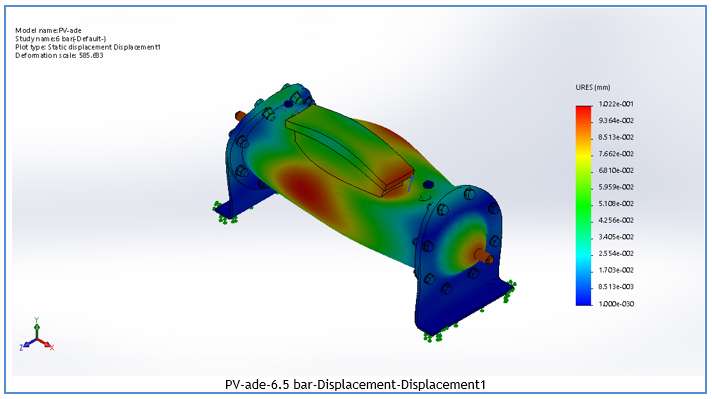 Model name:PV-ade
Study name:6 bar(-Default-)
Plot type: Static displacement Displacement1
Deformation scale: 585.633
URES (mm)
1.022e-001
9.364e-002
8.513e-002
7.662e-002
6.810e-002
5.959e-002
5.108e-002
4.256e-002
3.405e-002
2.554e-002
1.703e-002
8.513e-003
1.000e-030
Y
Z
X
PV-ade-6.5 bar-Displacement-Displacement1